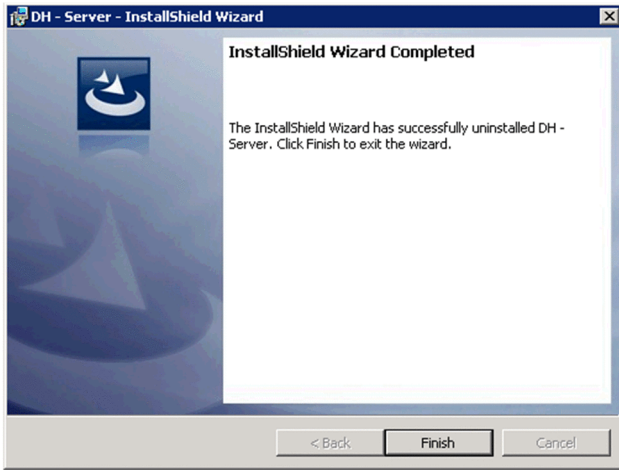 DH - Server - InstallShield Wizard
InstallShield Wizard Completed
The InstallShield Wizard has successfully uninstalled DH -
Server. Click Finish to exit the wizard.
< Back
Finish
Cancel